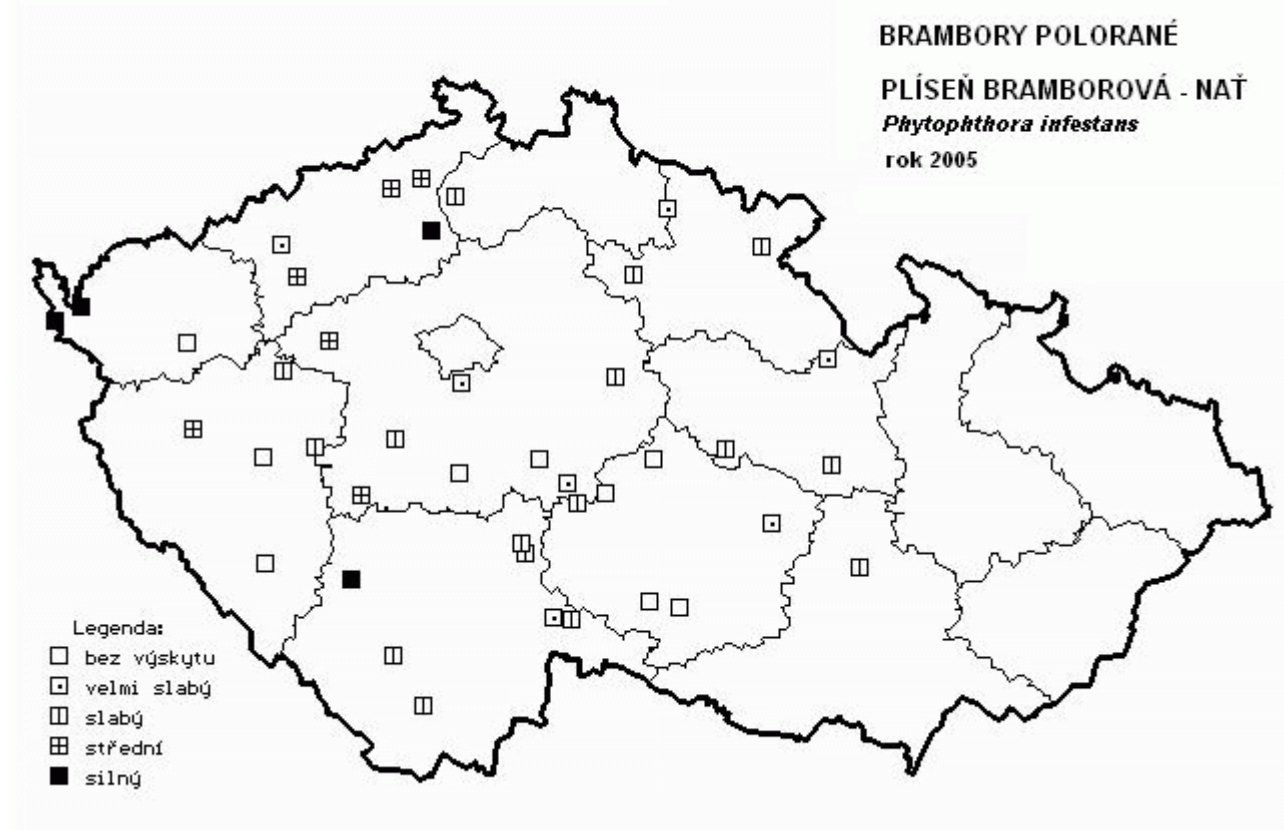 BRAMBORY POLORANÉ
PLÍSEŇ BRAMBOROVÁ - NAŤ
Phytophthora infestans
rok 2005
Legenda:
bez výskytu
velmi slabý
slabý
střední
silný